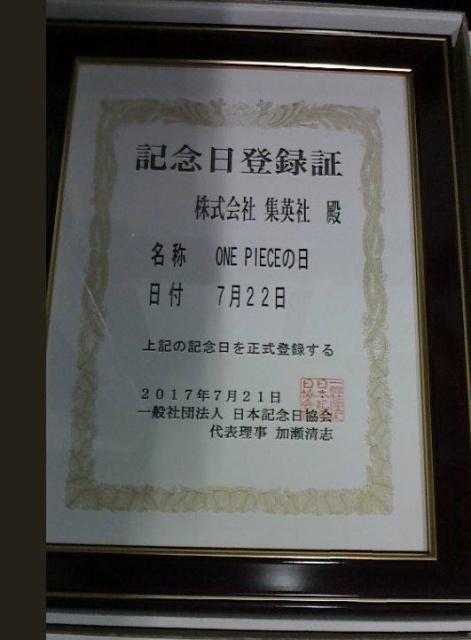 記念日登録証
株式会社 集英社 殿
名称 ONE PIECEの日
日付 7月22日
上記の記念日を正式登録する
2017年7月21日
一般社団法人 日本記念日協会
代表理事 加瀬清志